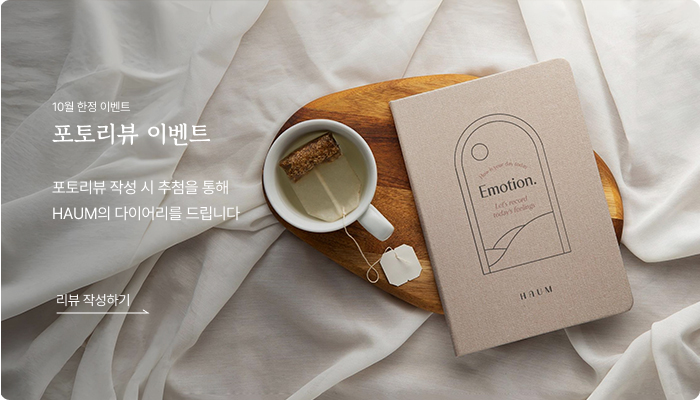 10월 한정 이벤트
포토리뷰 이벤트
포토리뷰 작성 시 추첨을 통해
HAUM의 다이어리를 드립니다
리뷰 작성하기
Emotion.
Let's record
today's feelings
HAUM